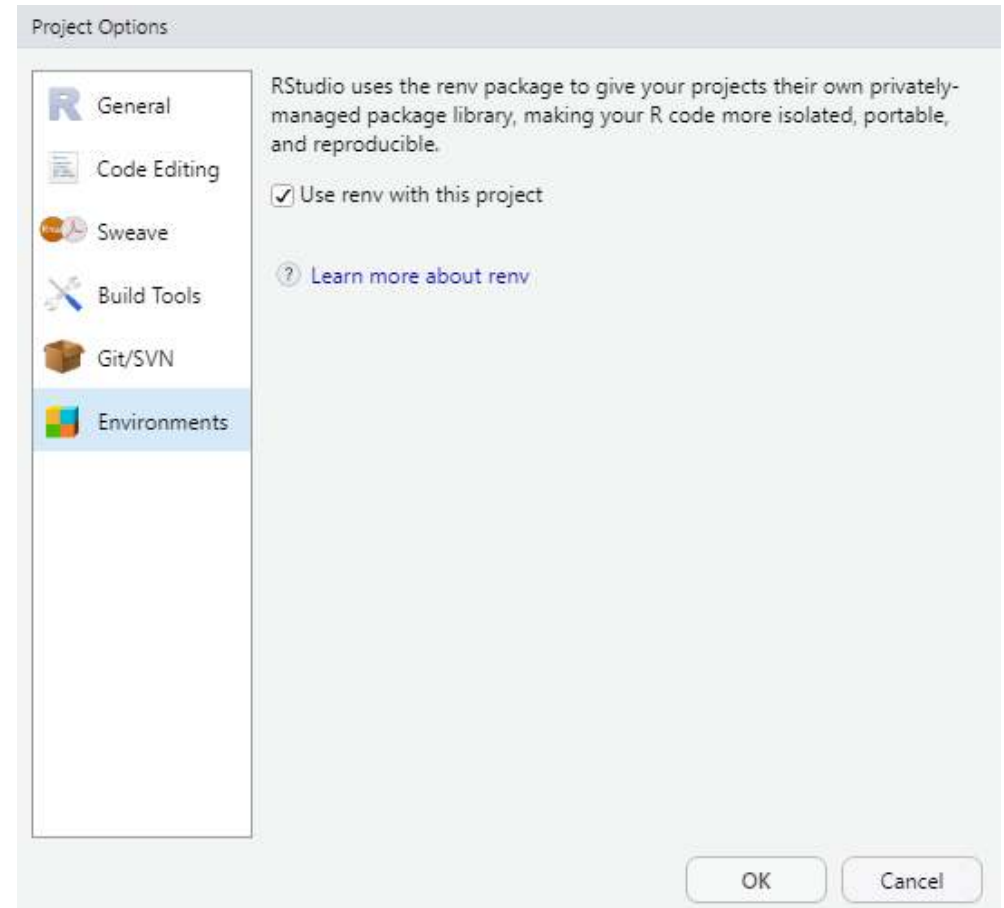 Project Options
General
Code Editing
Sweave
Build Tools
Git/SVN
Environments
RStudio uses the renv package to give your projects their own privately-
managed package library, making your R code more isolated, portable,
and reproducible.
Use renv with this project
? Learn more about renv
OK
Cancel